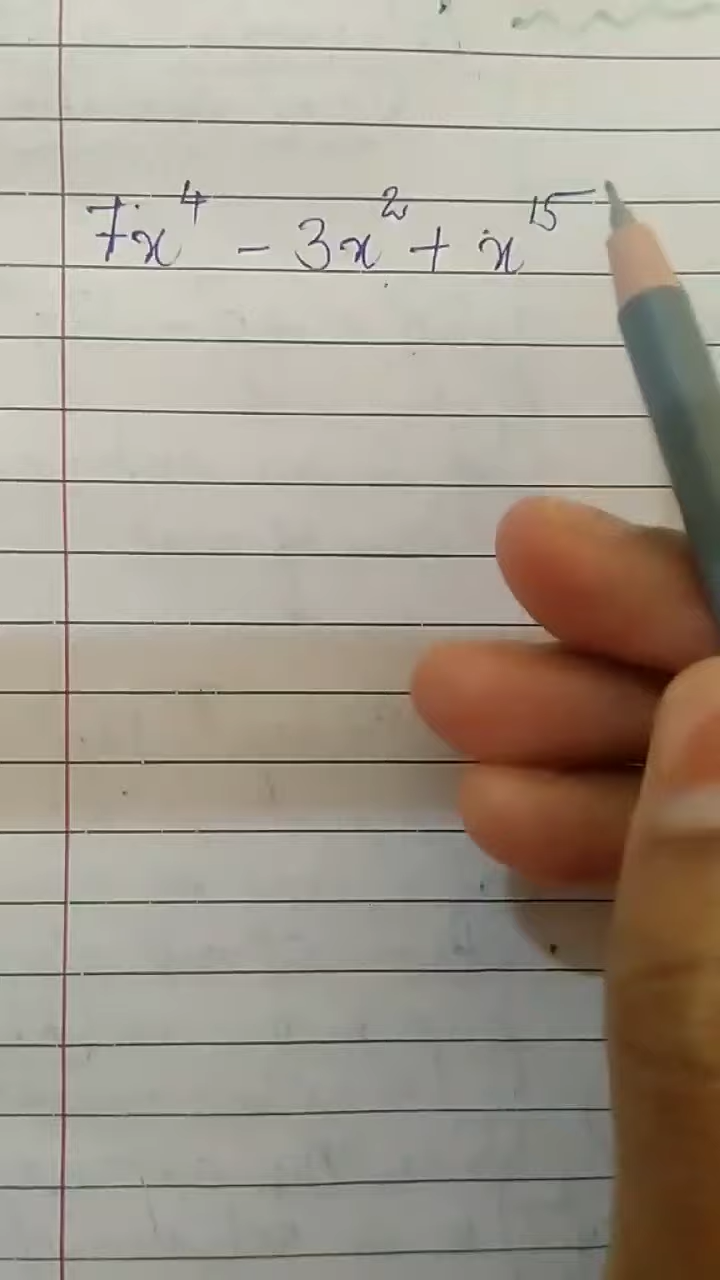 7x⁴ - 3x² + x¹⁵